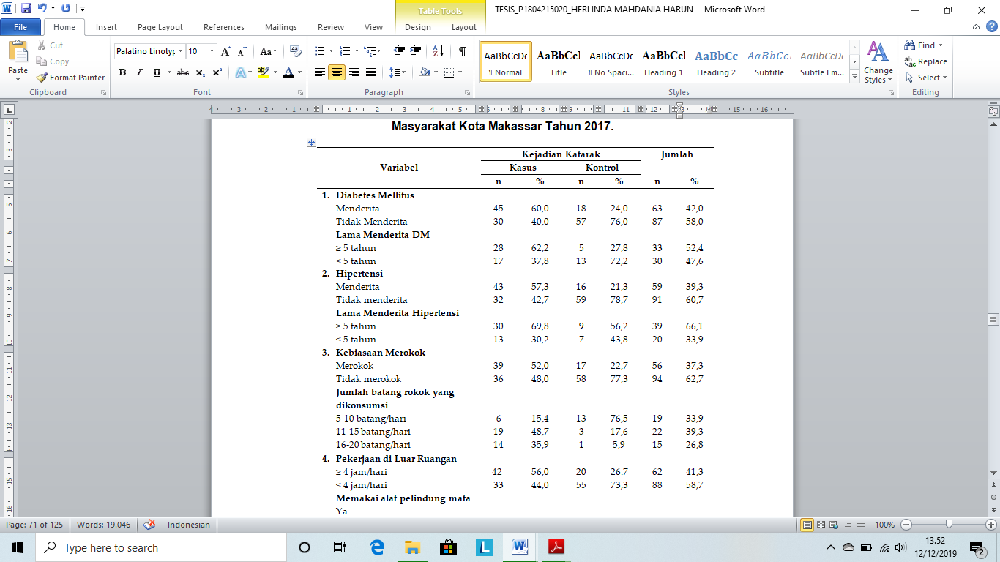 TESIS_P1804215020_HERLINDA MAHDANIA HARUN - Microsoft Word
Table Tools
File Home Insert Page Layout References Mailings Review View Design Layout
Paste
Cut
Copy
Format Painter
Clipboard
Palatino Linotyp 10
Font
Paragraph
AaBbCcDc AaBbCcI AaBbCcDc AaBbCcI AaBbCc AaBbCcI AaBbCcDc
¶ Normal Title ¶ No Spaci... Heading 1 Heading 2 Subtitle Subtle Em...
Styles
Change Styles
Find
Replace
Select
Editing
Masyarakat Kota Makassar Tahun 2017.
Variabel Kejadian Katarak Jumlah
Kasus Kontrol
n % n % n %
1. Diabetes Mellitus
Menderita 45 60,0 18 24,0 63 42,0
Tidak Menderita 30 40,0 57 76,0 87 58,0
Lama Menderita DM
≥ 5 tahun 28 62,2 5 27,8 33 52,4
< 5 tahun 17 37,8 13 72,2 30 47,6
2. Hipertensi
Menderita 43 57,3 16 21,3 59 39,3
Tidak menderita 32 42,7 59 78,7 91 60,7
Lama Menderita Hipertensi
≥ 5 tahun 30 69,8 9 56,2 39 66,1
< 5 tahun 13 30,2 7 43,8 20 33,9
3. Kebiasaan Merokok
Merokok 39 52,0 17 22,7 56 37,3
Tidak merokok 36 48,0 58 77,3 94 62,7
Jumlah batang rokok yang
dikonsumsi
5-10 batang/hari 6 15,4 13 76,5 19 33,9
11-15 batang/hari 19 48,7 3 17,6 22 39,3
16-20 batang/hari 14 35,9 1 5,9 15 26,8
4. Pekerjaan di Luar Ruangan
≥ 4 jam/hari 42 56,0 20 26.7 62 41,3
< 4 jam/hari 33 44,0 55 73,3 88 58,7
Memakai alat pelindung mata
Ya
Page: 71 of 125 Words: 19.046 Indonesian 100%
Type here to search
13.52
12/12/2019
2